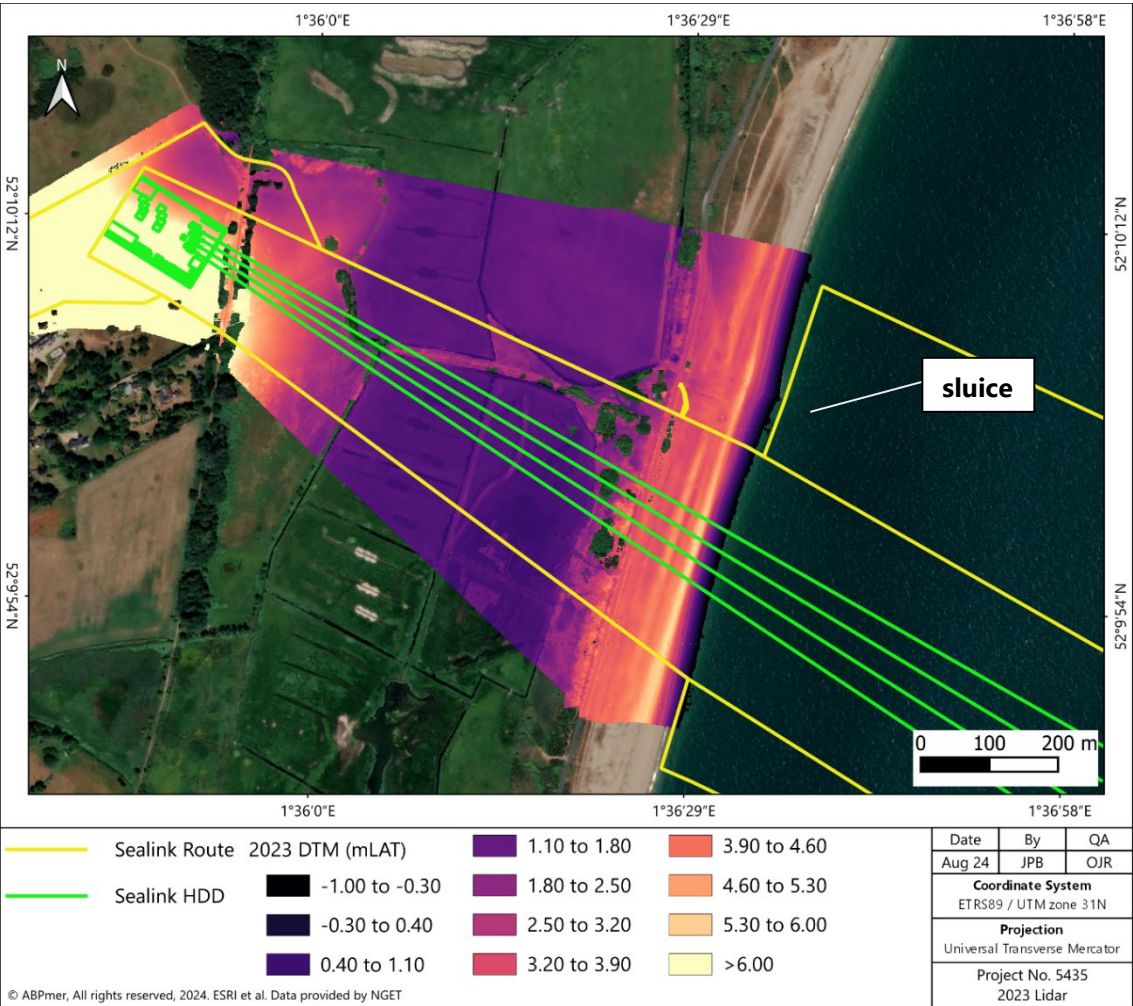 1°36'0"E
1°36'29"E
1°36'58"E
N
52°10'12"N
52°10'12"N
sluice
52°9'54"N
52°9'54"N
0 100 200 m
1°36'0"E
1°36'29"E
1°36'58"E
Sealink Route
Sealink HDD
2023 DTM (mLAT)
-1.00 to -0.30
-0.30 to 0.40
0.40 to 1.10
1.10 to 1.80
1.80 to 2.50
2.50 to 3.20
3.20 to 3.90
3.90 to 4.60
4.60 to 5.30
5.30 to 6.00
>6.00
Date By QA
Aug 24 JPB OJR
Coordinate System
ETRS89 / UTM zone 31N
Projection
Universal Transverse Mercator
Project No. 5435
2023 Lidar
© ABPmer, All rights reserved, 2024. ESRI et al. Data provided by NGET